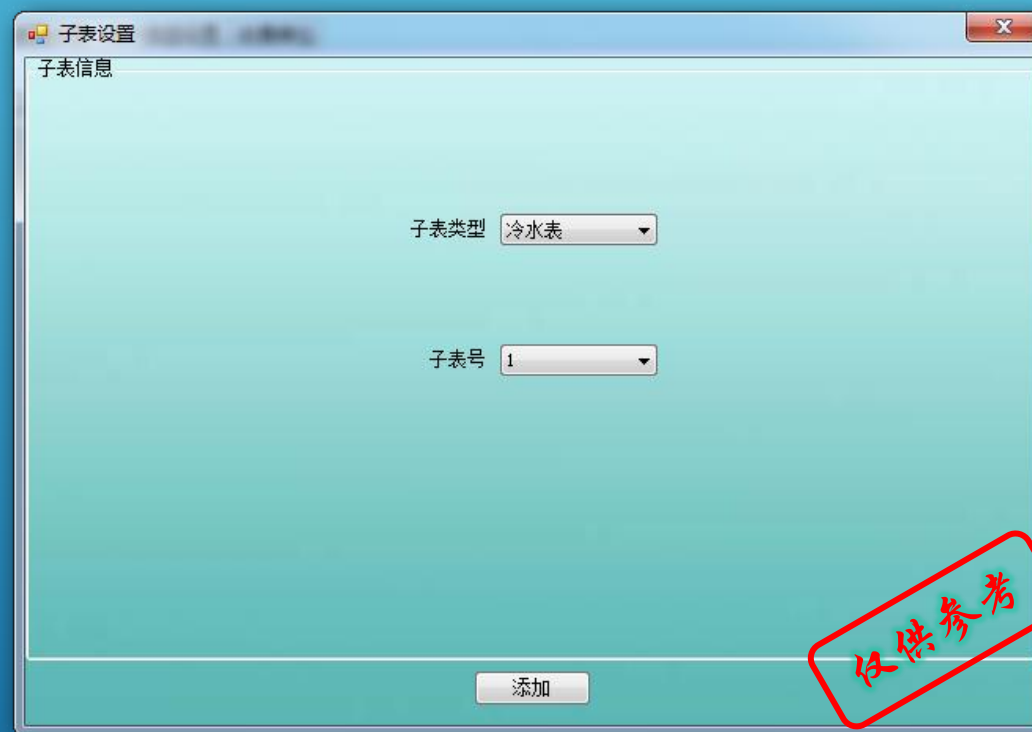 子表设置
子表信息
子表类型 冷水表
子表号 1
添加
仅供参考